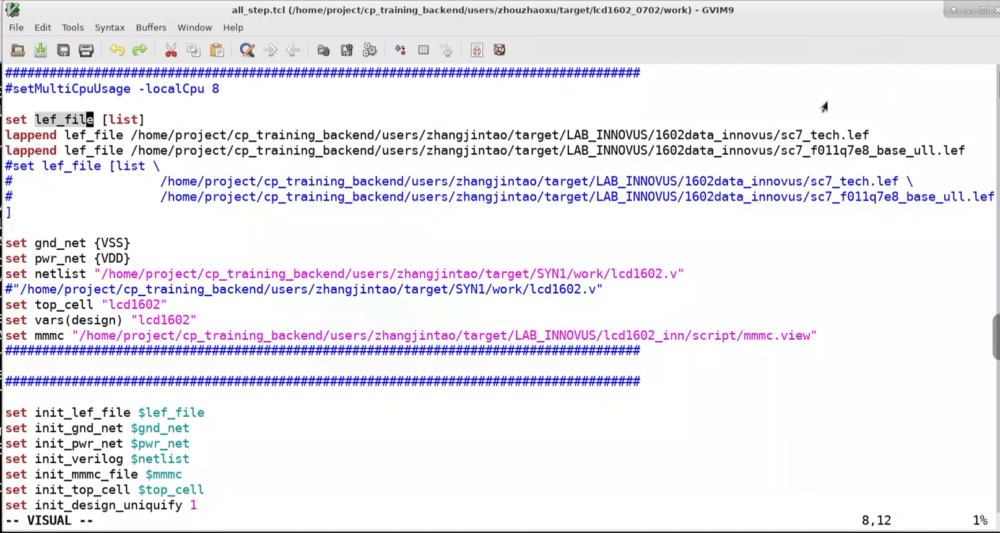 all_step.tcl (/home/project/cp_training_backend/users/zhouzhaoxu/target/lcd1602_0702/work) - GVIM9
File Edit Tools Syntax Buffers Window Help
######################################################################################
#setMultiCpuUsage -localCpu 8
set lef_file [list]
lappend lef_file /home/project/cp_training_backend/users/zhangjintao/target/LAB_INNOVUS/1602data_innovus/sc7_tech.lef
lappend lef_file /home/project/cp_training_backend/users/zhangjintao/target/LAB_INNOVUS/1602data_innovus/sc7_f011q7e8_base_ull.lef
#set lef_file [list \
# /home/project/cp_training_backend/users/zhangjintao/target/LAB_INNOVUS/1602data_innovus/sc7_tech.lef \
# /home/project/cp_training_backend/users/zhangjintao/target/LAB_INNOVUS/1602data_innovus/sc7_f011q7e8_base_ull.lef
]
set gnd_net {VSS}
set pwr_net {VDD}
set netlist "/home/project/cp_training_backend/users/zhangjintao/target/SYN1/work/lcd1602.v"
#"/home/project/cp_training_backend/users/zhangjintao/target/SYN1/work/lcd1602.v"
set top_cell "lcd1602"
set vars(design) "lcd1602"
set mmmc "/home/project/cp_training_backend/users/zhangjintao/target/LAB_INNOVUS/lcd1602_inn/script/mmmc.view"
######################################################################################
######################################################################################
set init_lef_file $lef_file
set init_gnd_net $gnd_net
set init_pwr_net $pwr_net
set init_verilog $netlist
set init_mmmc_file $mmmc
set init_top_cell $top_cell
set init_design_uniquify 1
-- VISUAL -- 8,12 1%